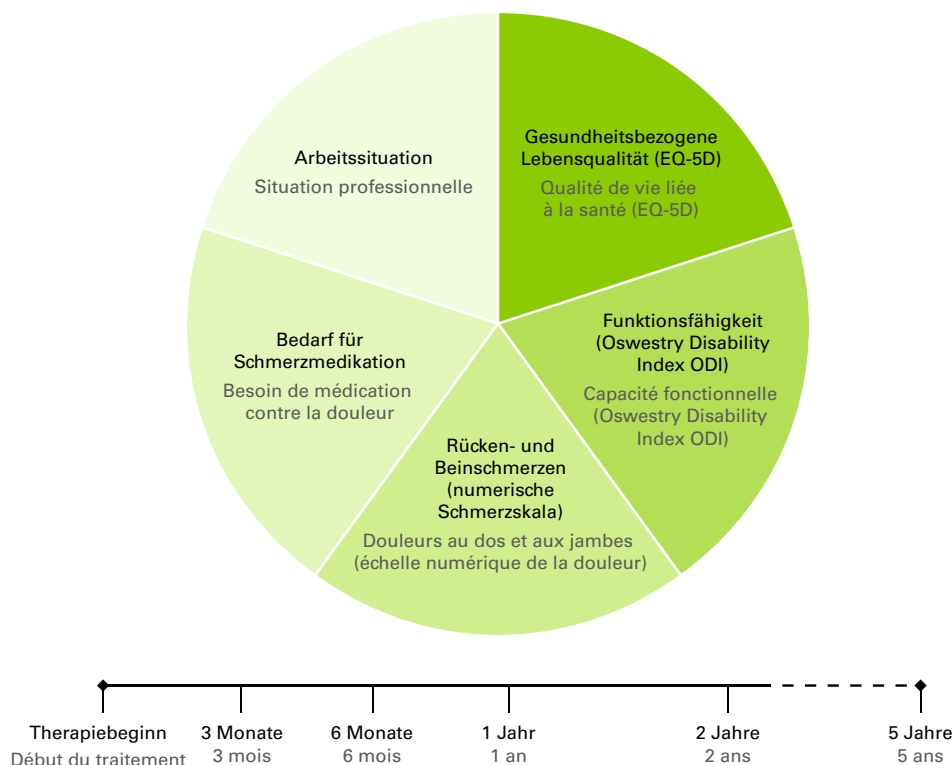 Gesundheitsbezogene
Lebensqualität (EQ-5D)
Qualité de vie liée
à la santé (EQ-5D)
Funktionsfähigkeit
(Oswestry Disability
Index ODI)
Capacité fonctionnelle
(Oswestry Disability
Index ODI)
Rücken- und
Beinschmerzen
(numerische
Schmerzskala)
Douleurs au dos et aux jambes
(échelle numérique de la douleur)
Bedarf für
Schmerzmedikation
Besoin de médication
contre la douleur
Arbeitssituation
Situation professionnelle
Therapiebeginn
Début du traitement
3 Monate
3 mois
6 Monate
6 mois
1 Jahr
1 an
2 Jahre
2 ans
5 Jahre
5 ans